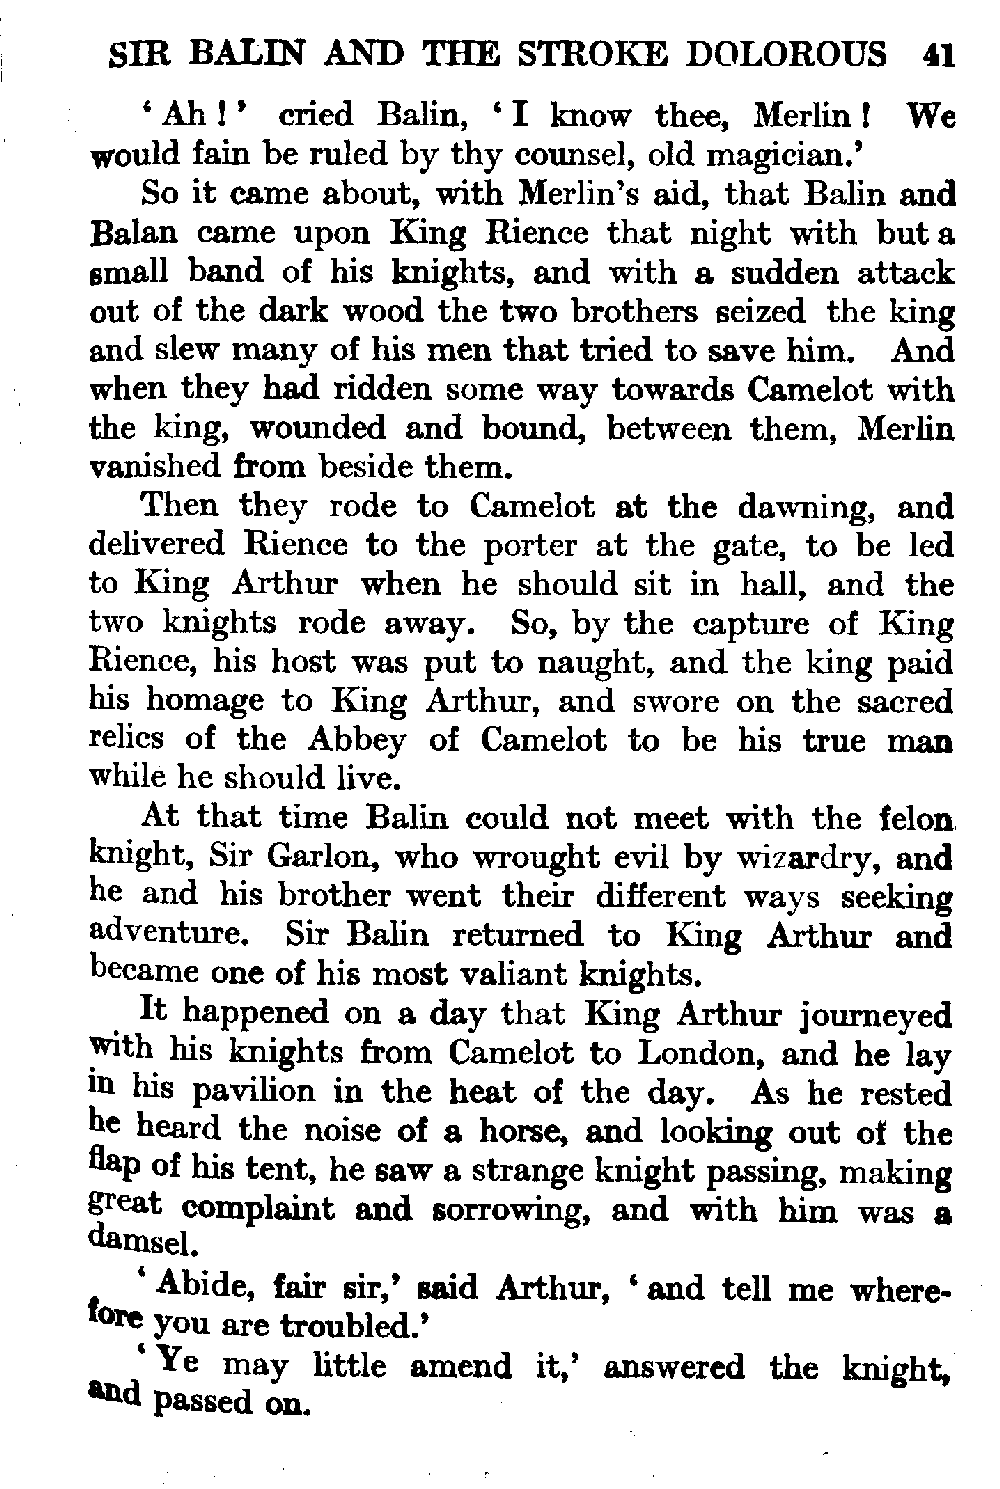 SIR BALIN AND THE STROKE DOLOROUS 41
‘ Ah ! ’ cried Balin, ‘ I know thee, Merlin ! We
would fain be ruled by thy counsel, old magician.’
So it came about, with Merlin’s aid, that Balin and
Balan came upon King Rience that night with but a
small band of his knights, and with a sudden attack
out of the dark wood the two brothers seized the king
and slew many of his men that tried to save him. And
when they had ridden some way towards Camelot with
the king, wounded and bound, between them, Merlin
vanished from beside them.
Then they rode to Camelot at the dawning, and
delivered Rience to the porter at the gate, to be led
to King Arthur when he should sit in hall, and the
two knights rode away. So, by the capture of King
Rience, his host was put to naught, and the king paid
his homage to King Arthur, and swore on the sacred
relics of the Abbey of Camelot to be his true man
while he should live.
At that time Balin could not meet with the felon
knight, Sir Garlon, who wrought evil by wizardry, and
he and his brother went their different ways seeking
adventure. Sir Balin returned to King Arthur and
became one of his most valiant knights.
It happened on a day that King Arthur journeyed
with his knights from Camelot to London, and he lay
in his pavilion in the heat of the day. As he rested
he heard the noise of a horse, and looking out of the
flap of his tent, he saw a strange knight passing, making
great complaint and sorrowing, and with him was a
damsel.
‘ Abide, fair sir,’ said Arthur, ‘ and tell me where-
fore you are troubled.’
‘ Ye may little amend it,’ answered the knight,
and passed on.